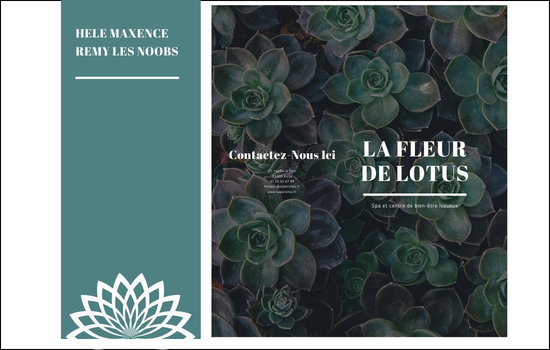 HELE MAXENCE
REMY LES NOOBS
Contactez-Nous Ici
LA FLEUR
DE LOTUS
Spa et centre de bien-être luxueux